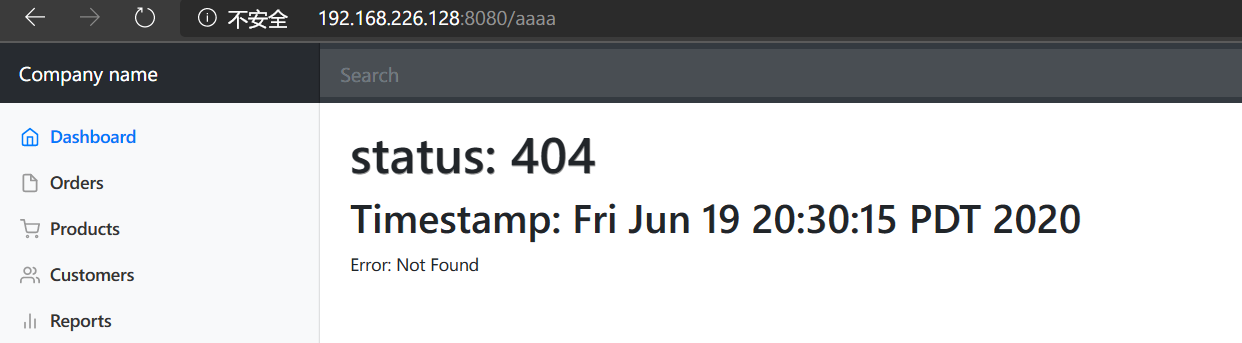 不安全 192.168.226.128:8080/aaaa
Company name
Search
Dashboard
Orders
Products
Customers
Reports
status: 404
Timestamp: Fri Jun 19 20:30:15 PDT 2020
Error: Not Found